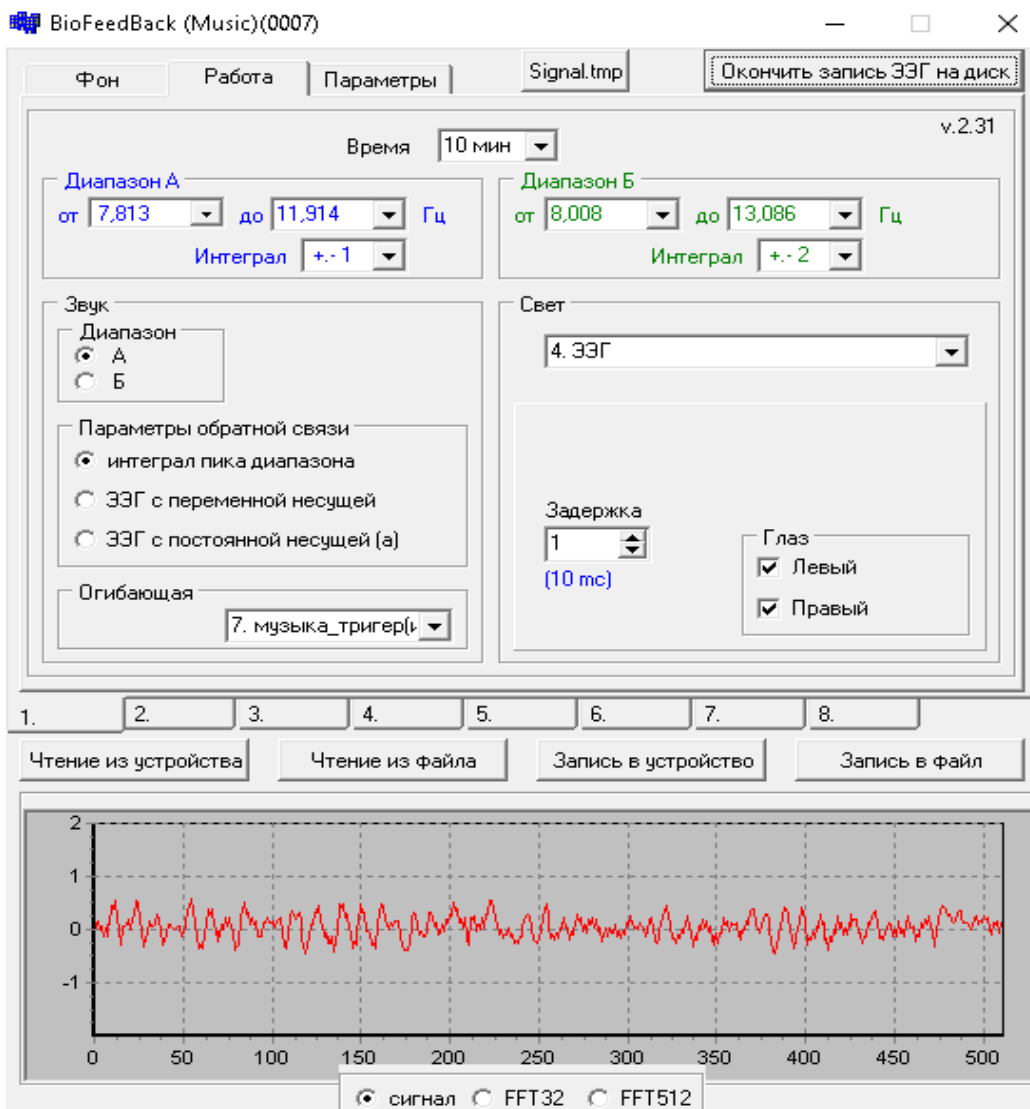 BioFeedBack (Music)(0007)
Фон Работа Параметры Signal.tmp Окончить запись ЭЭГ на диск
v.2.31
Время 10 мин
Диапазон А
от 7,813 до 11,914 Гц
Интеграл +.- 1
Диапазон Б
от 8,008 до 13,086 Гц
Интеграл +.- 2
Звук
Диапазон
А
Б
Параметры обратной связи
интеграл пика диапазона
ЭЭГ с переменной несущей
ЭЭГ с постоянной несущей (а)
Огибающая
7. музыка_тригер(и
Свет
4. ЭЭГ
Задержка
1
(10 mc)
Глаз
Левый
Правый
1. 2. 3. 4. 5. 6. 7. 8.
Чтение из устройства Чтение из файла Запись в устройство Запись в файл
2
1
0
-1
0 50 100 150 200 250 300 350 400 450 500
сигнал FFT32 FFT512